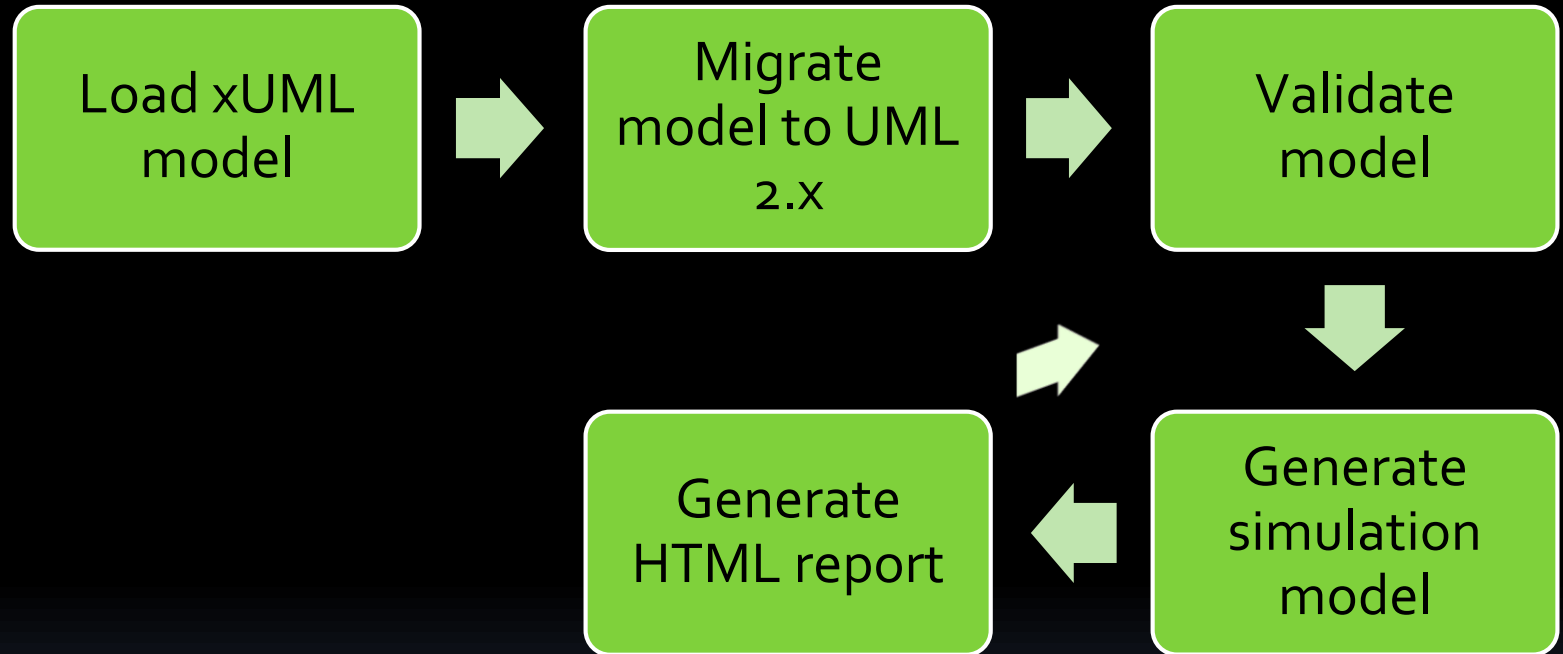 Load xUML
model
Migrate
model to UML
2.x
Validate
model
Generate
HTML report
Generate
simulation
model